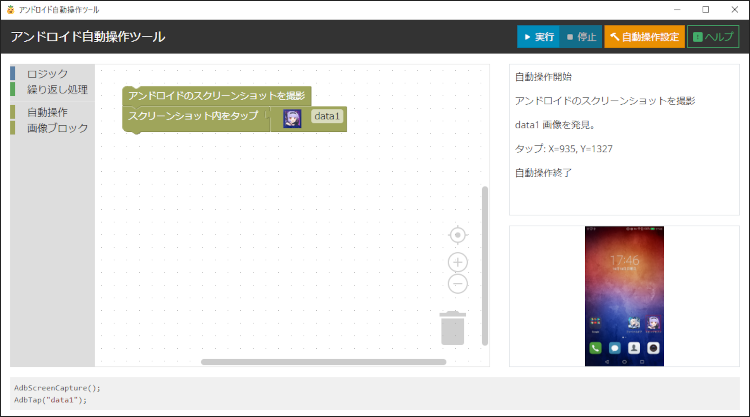 アンドロイド自動操作ツール
アンドロイド自動操作ツール
実行
停止
自動操作設定
ヘルプ
ロジック
繰り返し処理
自動操作
画像ブロック
アンドロイドのスクリーンショットを撮影
スクリーンショット内をタップ
data1
自動操作開始
アンドロイドのスクリーンショットを撮影
data1 画像を発見。
タップ: X=935, Y=1327
自動操作終了
17:46
AdbScreenCapture();
AdbTap("data1");